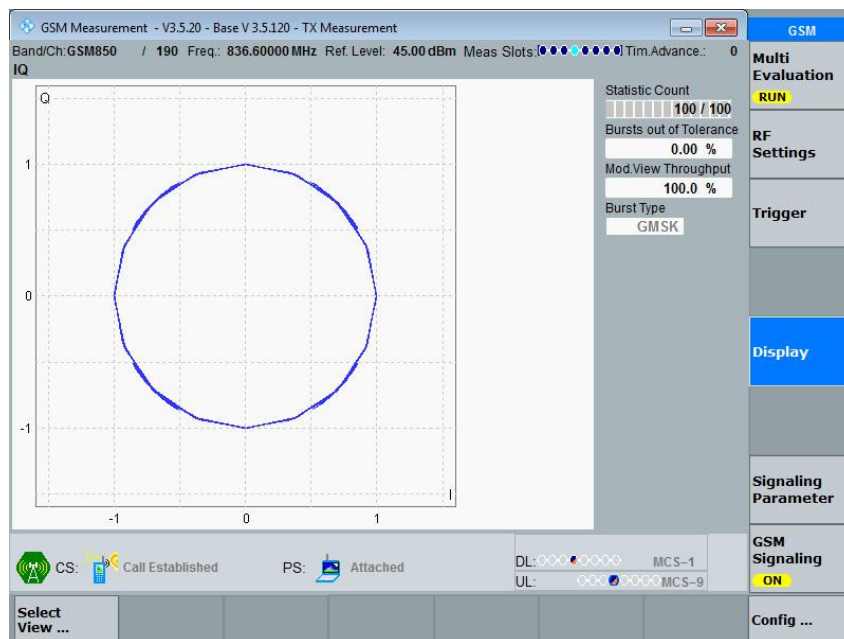 GSM Measurement - V3.5.20 - Base V 3.5.120 - TX Measurement
GSM
Band/Ch:GSM850 / 190 Freq.: 836.60000 MHz Ref. Level: 45.00 dBm Meas Slots: Tim.Advance.: 0
IQ
Multi
Evaluation
RUN
Q
1
0
-1
I
-1 0 1
Statistic Count
100 / 100
Bursts out of Tolerance
0.00 %
Mod.View Throughput
100.0 %
Burst Type
GMSK
RF
Settings
Trigger
Display
Signaling
Parameter
GSM
Signaling
ON
CS: Call Established PS: Attached
DL: MCS-1
UL: MCS-9
Select
View ...
Config ...